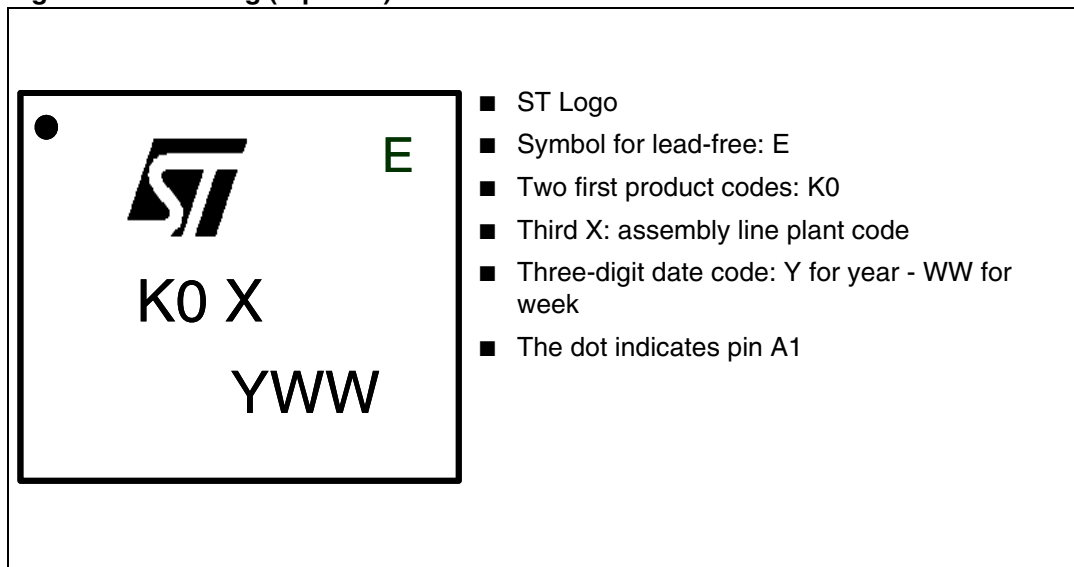 ST
E
K0 X
YWW
■ ST Logo
■ Symbol for lead-free: E
■ Two first product codes: K0
■ Third X: assembly line plant code
■ Three-digit date code: Y for year - WW for
week
■ The dot indicates pin A1